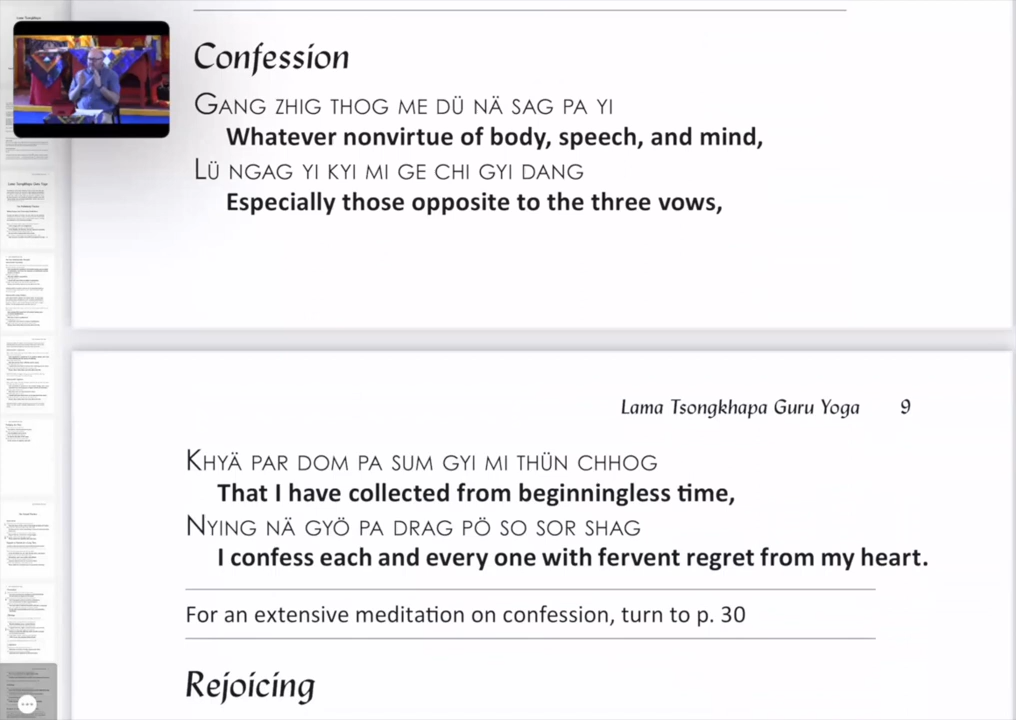 Confession
GANG ZHIG THOG ME DÜ NÄ SAG PA YI
Whatever nonvirtue of body, speech, and mind,
LÜ NGAG YI KYI MI GE CHI GYI DANG
Especially those opposite to the three vows,
Lama Tsongkhapa Guru Yoga 9
KHYÄ PAR DOM PA SUM GYI MI THÜN CHHOG
That I have collected from beginningless time,
NYING NÄ GYÖ PA DRAG PÖ SO SOR SHAG
I confess each and every one with fervent regret from my heart.
For an extensive meditation on confession, turn to p. 30
Rejoicing